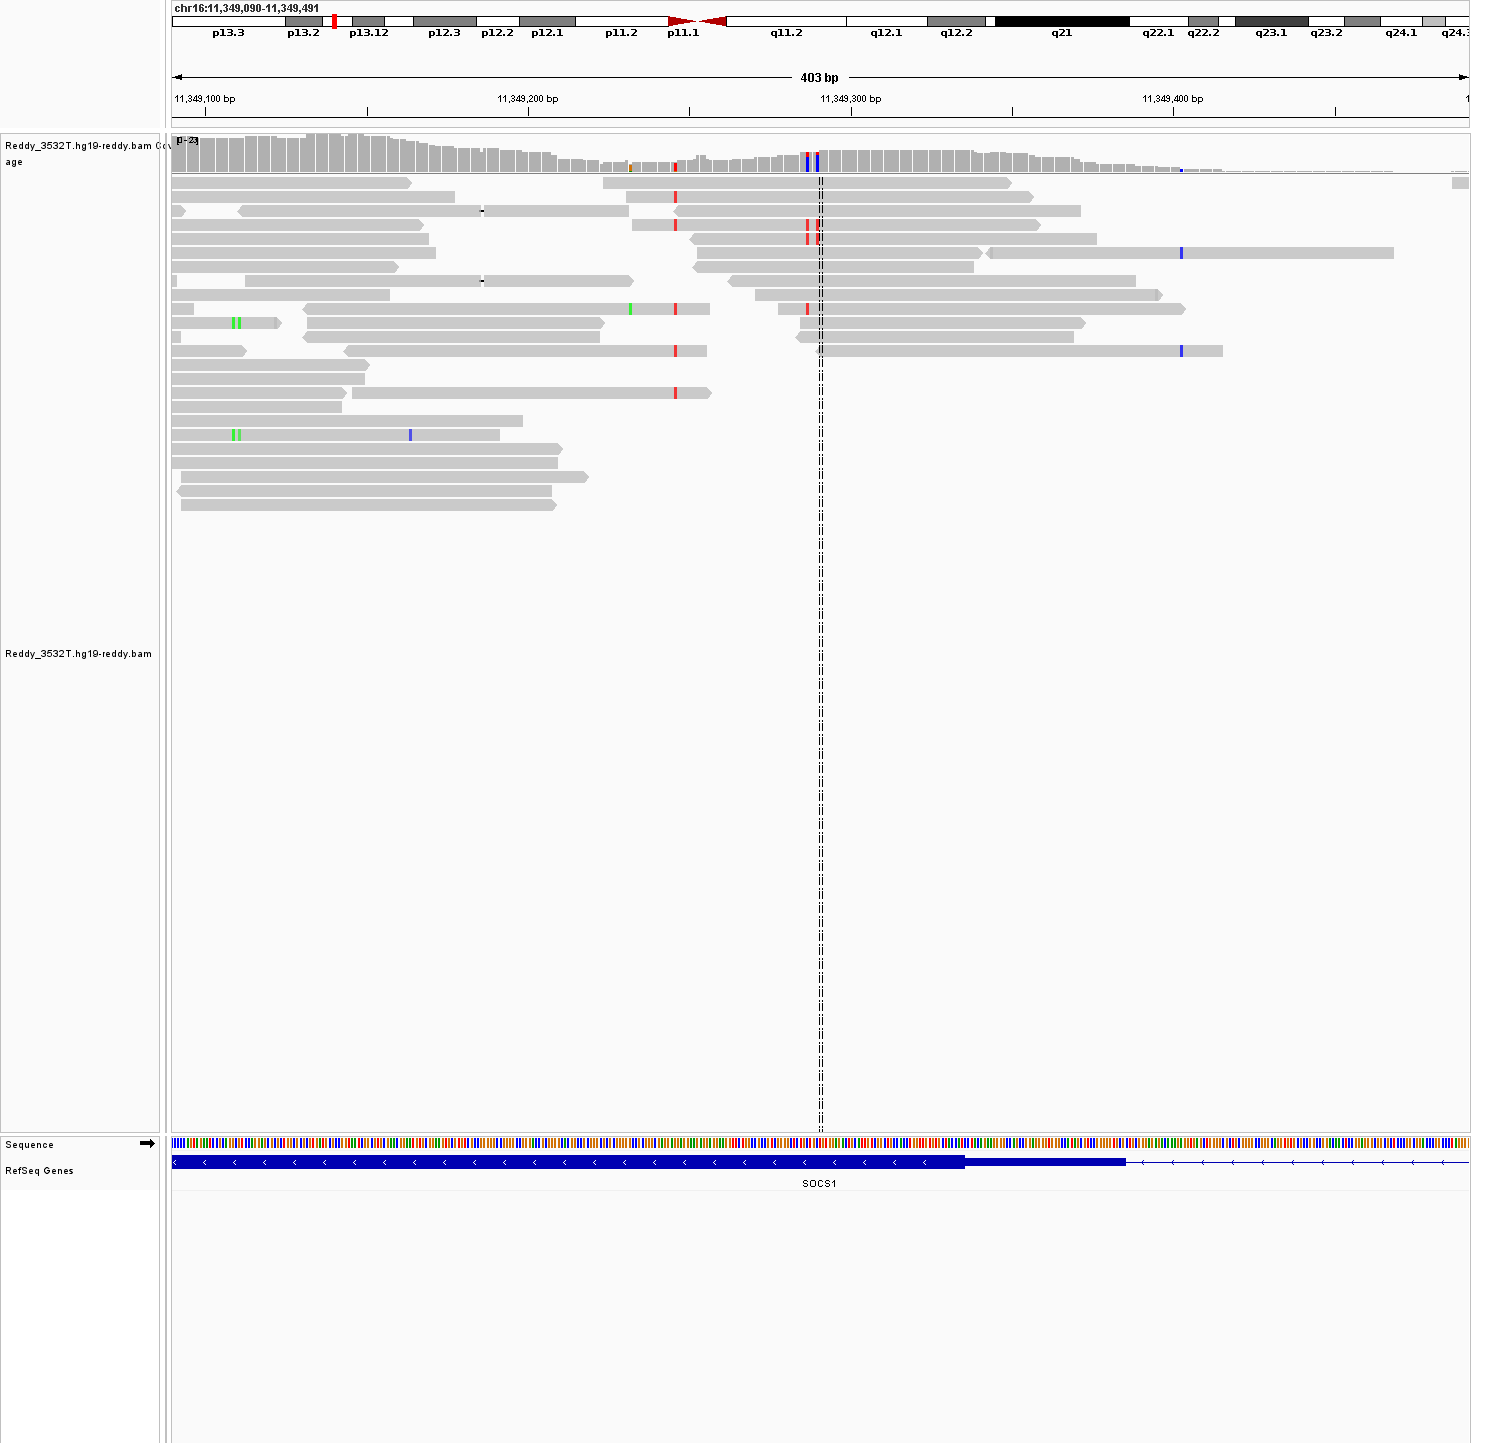 chr16:11,349,090-11,349,491
p13.3 p13.2 p13.12 p12.3 p12.2 p12.1 p11.2 p11.1 q11.2 q12.1 q12.2 q21 q22.1 q22.2 q23.1 q23.2 q24.1 q24.3
403 bp
11,349,100 bp 11,349,200 bp 11,349,300 bp 11,349,400 bp 1
Reddy_3532T.hg19-reddy.bam Cov
age
[0 - 23]
Reddy_3532T.hg19-reddy.bam
Sequence
RefSeq Genes
SOCS1